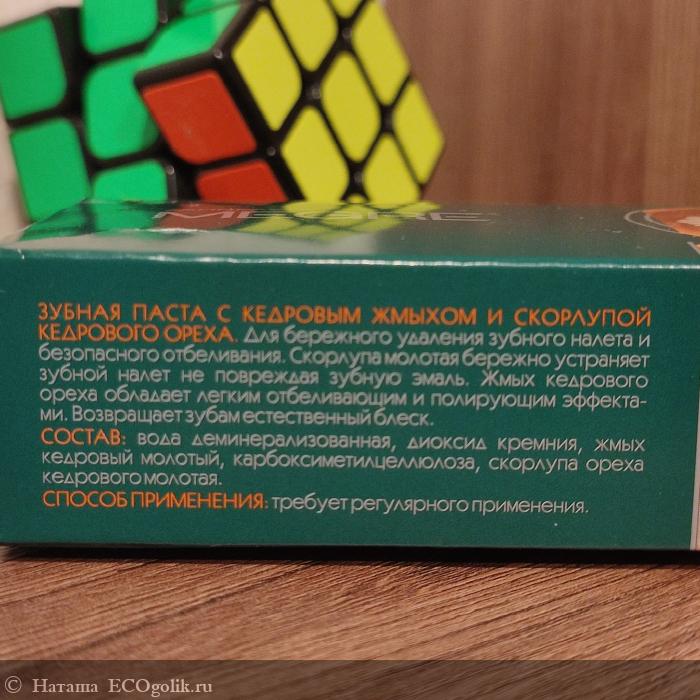 MEGRE
ЗУБНАЯ ПАСТА С КЕДРОВЫМ ЖМЫХОМ И СКОРЛУПОЙ
КЕДРОВОГО ОРЕХА. Для бережного удаления зубного налета и
безопасного отбеливания. Скорлупа молотая бережно устраняет
зубной налет не повреждая зубную эмаль. Жмых кедрового
ореха обладает легким отбеливающим и полирующим эффекта-
ми. Возвращает зубам естественный блеск.
СОСТАВ: вода деминерализованная, диоксид кремния, жмых
кедровый молотый, карбоксиметилцеллюлоза, скорлупа ореха
кедрового молотая.
СПОСОБ ПРИМЕНЕНИЯ: требует регулярного применения.
© Наташа ECOgolik.ru